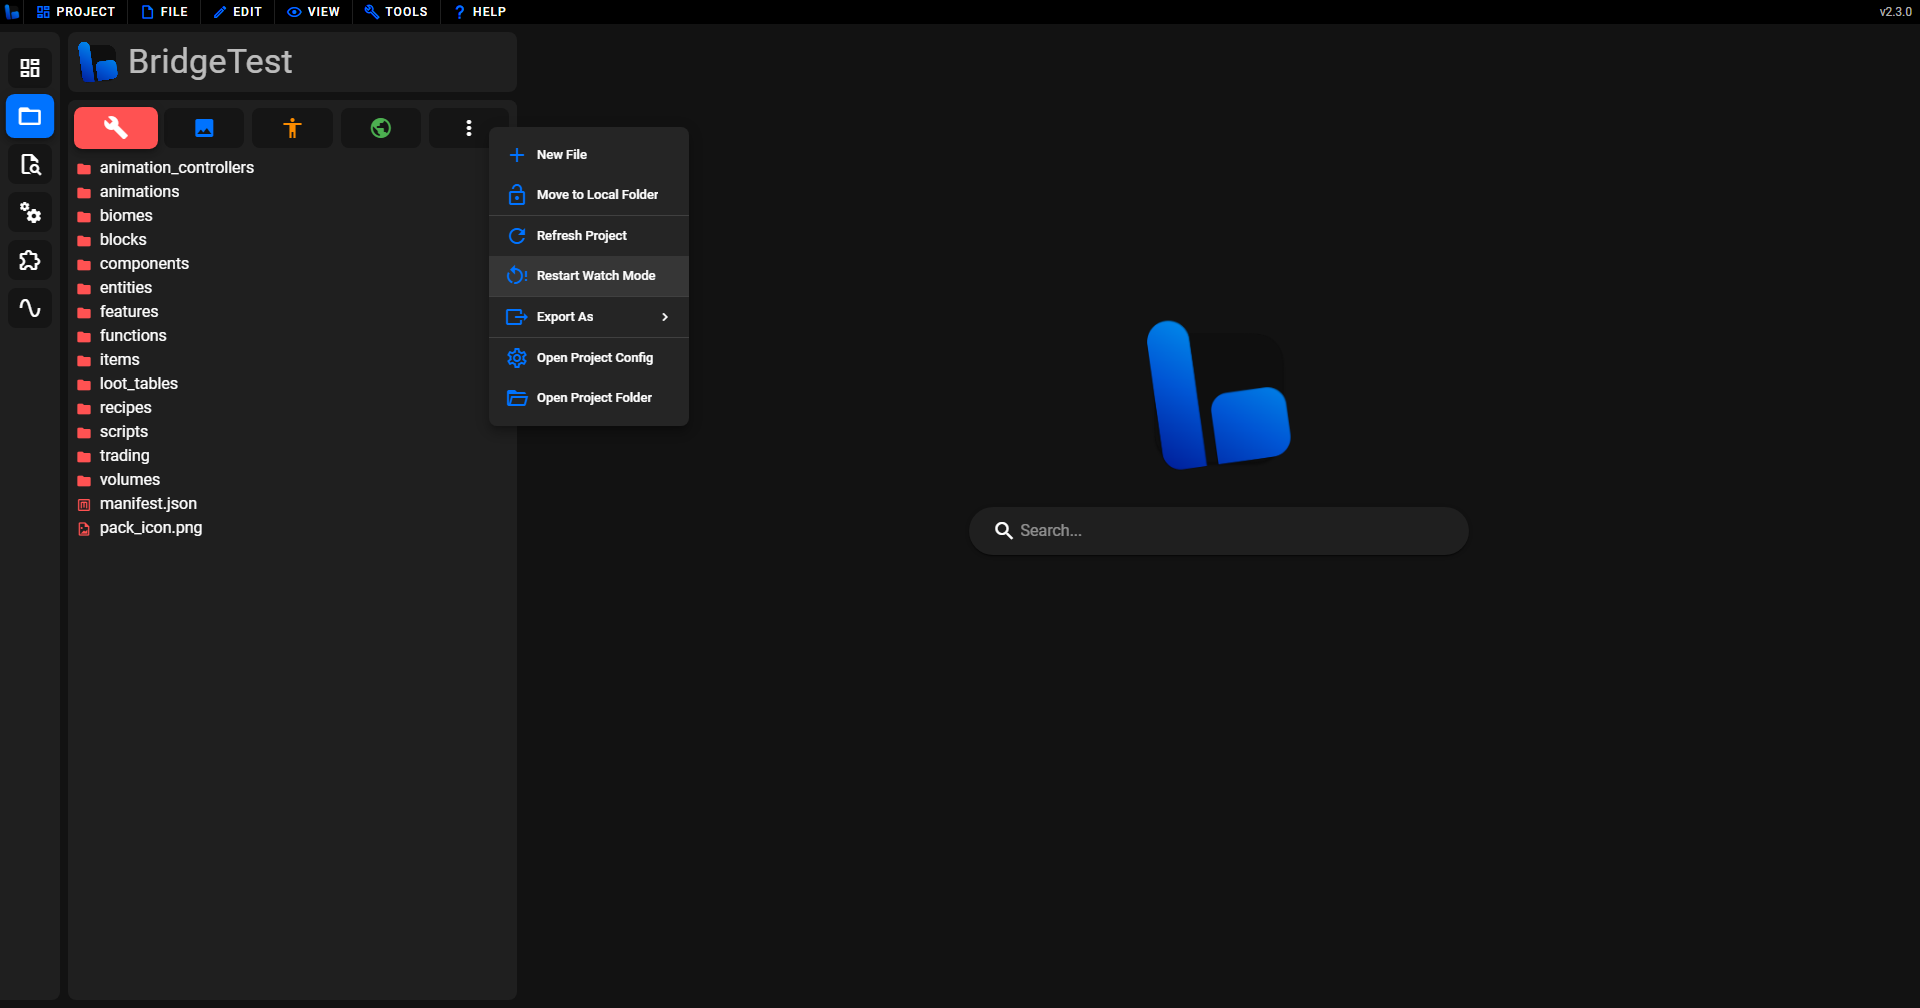 PROJECT FILE EDIT VIEW TOOLS HELP v2.3.0
BridgeTest
animation_controllers
animations
biomes
blocks
components
entities
features
functions
items
loot_tables
recipes
scripts
trading
volumes
manifest.json
pack_icon.png
New File
Move to Local Folder
Refresh Project
Restart Watch Mode
Export As
Open Project Config
Open Project Folder
Search...